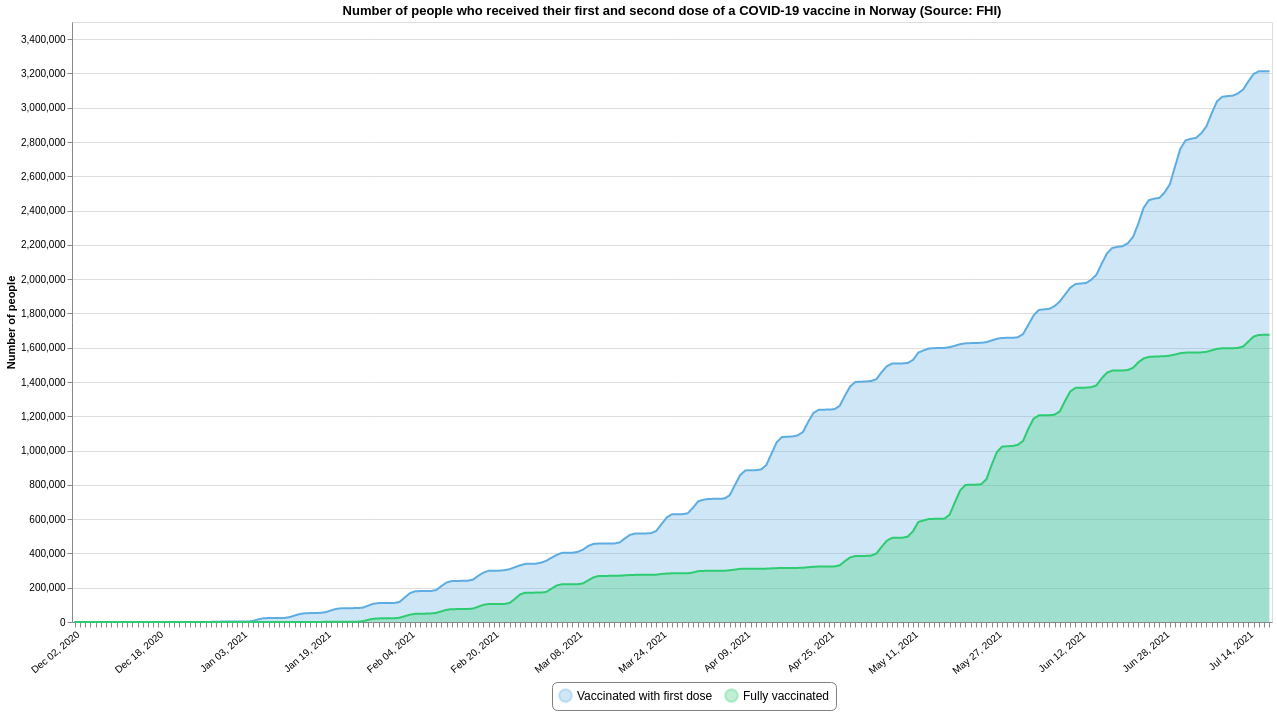 Number of people who received their first and second dose of a COVID-19 vaccine in Norway (Source: FHI)
Number of people
3,400,000
3,200,000
3,000,000
2,800,000
2,600,000
2,400,000
2,200,000
2,000,000
1,800,000
1,600,000
1,400,000
1,200,000
1,000,000
800,000
600,000
400,000
200,000
0
Dec 02, 2020
Dec 18, 2020
Jan 03, 2021
Jan 19, 2021
Feb 04, 2021
Feb 20, 2021
Mar 08, 2021
Mar 24, 2021
Apr 09, 2021
Apr 25, 2021
May 11, 2021
May 27, 2021
Jun 12, 2021
Jun 28, 2021
Jul 14, 2021
Vaccinated with first dose
Fully vaccinated